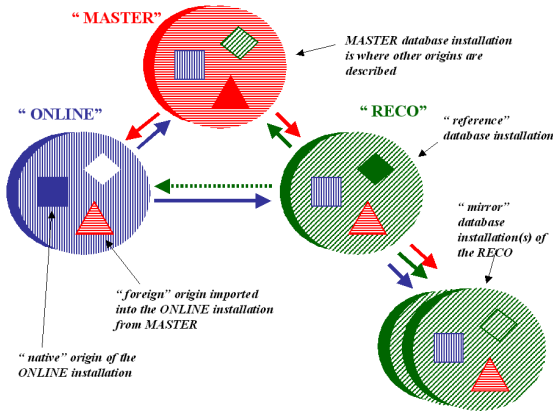 “ MASTER”
MASTER database installation
is where other origins are
described
“ ONLINE”
“ RECO”
“ reference”
database installation
“ mirror”
database
installation(s) of
the RECO
“ foreign” origin imported
into the ONLINE installation
from MASTER
“ native” origin of the
ONLINE installation